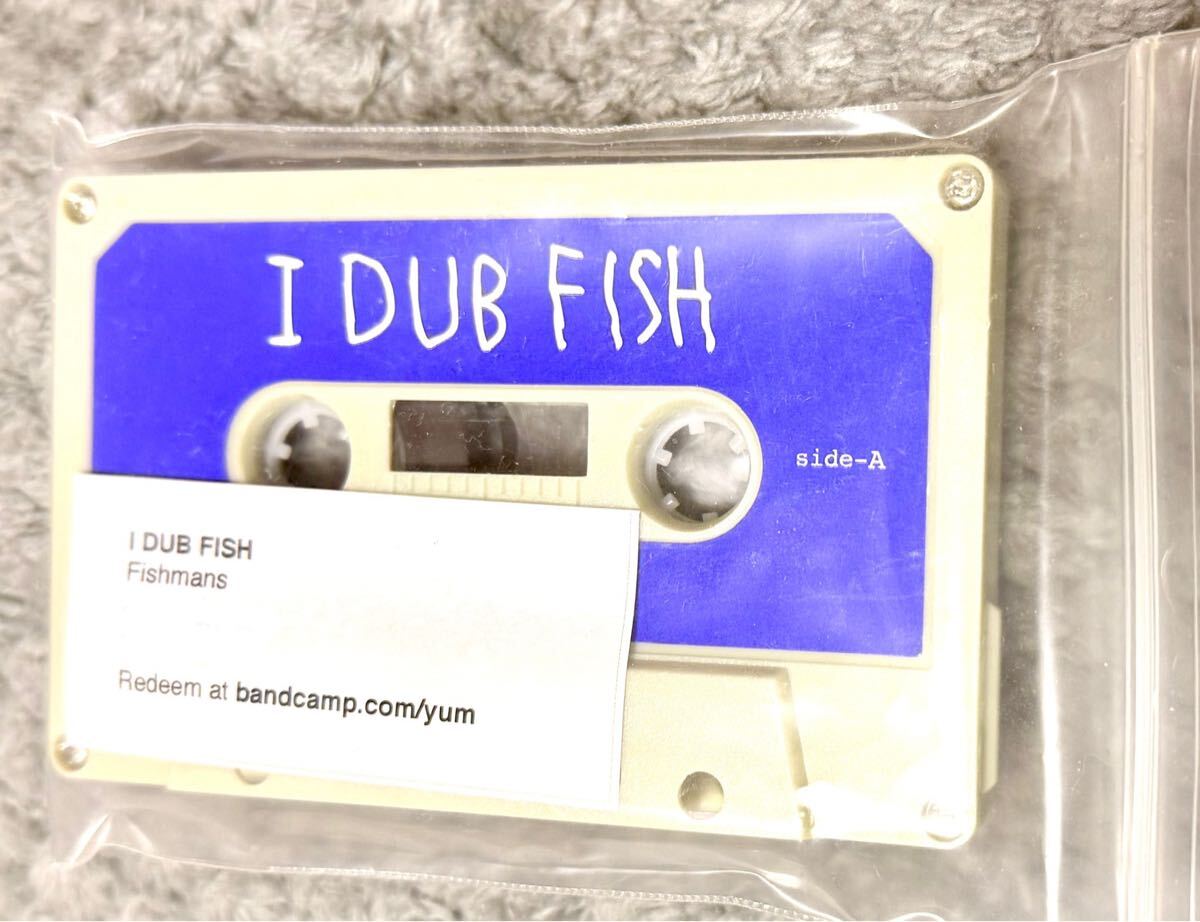 I DUB FISH
side-A
I DUB FISH
Fishmans
Redeem at bandcamp.com/yum